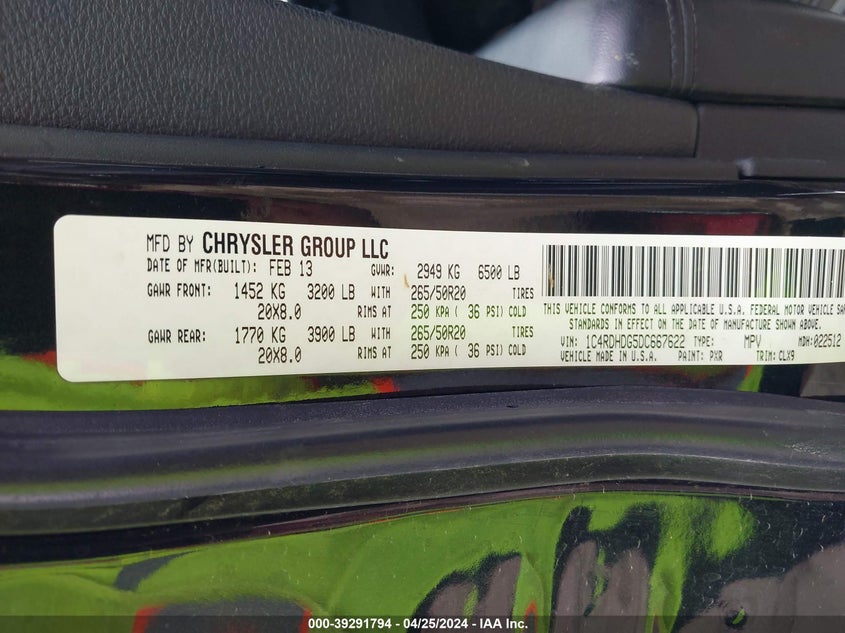 MFD BY CHRYSLER GROUP LLC
DATE OF MFR(BUILT): FEB 13 GVWR: 2949 KG 6500 LB
GAWR FRONT: 1452 KG 3200 LB WITH 265/50R20 TIRES
20X8.0 RIMS AT 250 KPA ( 36 PSI) COLD
GAWR REAR: 1770 KG 3900 LB WITH 265/50R20 TIRES
20X8.0 RIMS AT 250 KPA ( 36 PSI) COLD
THIS VEHICLE CONFORMS TO ALL APPLICABLE U.S.A. FEDERAL MOTOR VEHICLE
STANDARDS IN EFFECT ON THE DATE OF MANUFACTURE SHOWN ABOVE.
VIN: 1C4RDHDG5DC667622 TYPE: MPV MDH:022512
VEHICLE MADE IN U.S.A. PAINT: PXR TRIM: CLX9
000-39291794 - 04/25/2024 - IAA Inc.